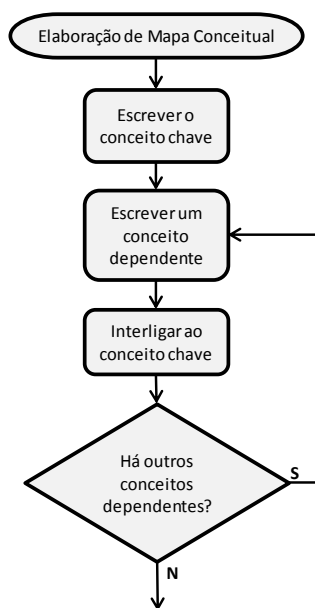 Elaboração de Mapa Conceitual
Escrever o
conceito chave
Escrever um
conceito
dependente
Interligar ao
conceito chave
Há outros
conceitos
dependentes?
S
N